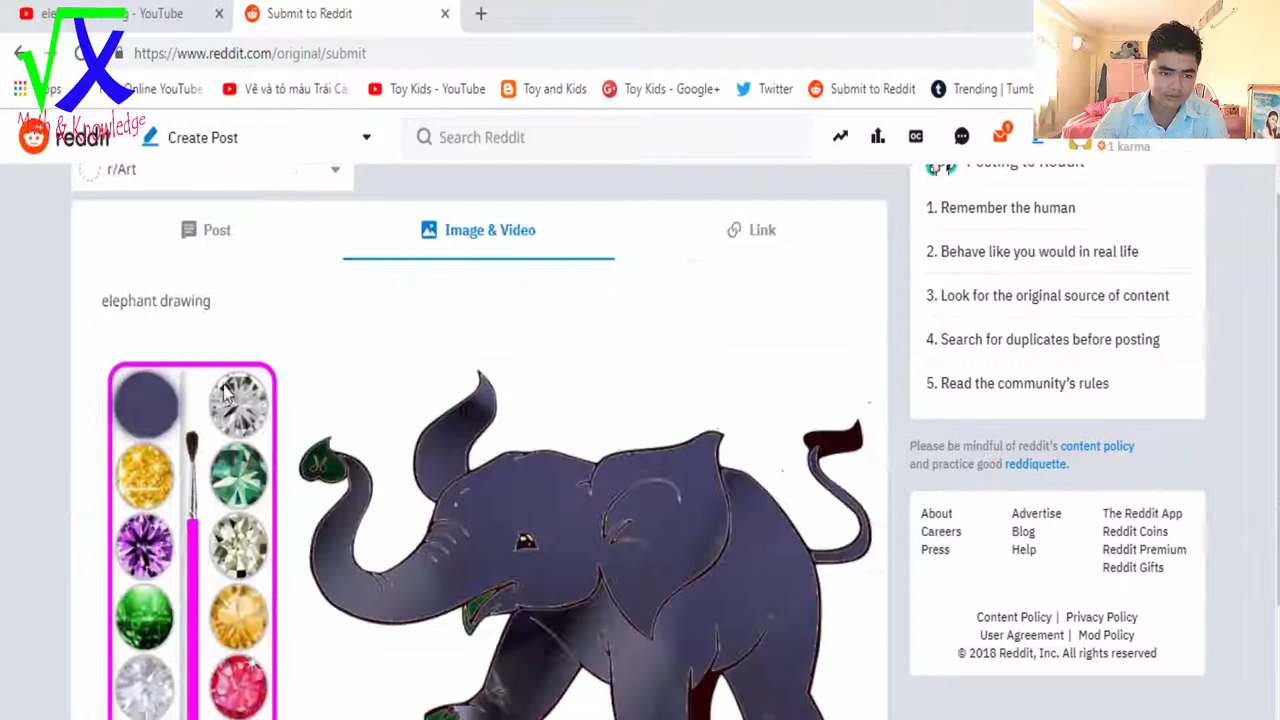 Submit to Reddit
https://www.reddit.com/original/submit
Online YouTube
Vẽ và tô màu Trái Câ
Toy Kids - YouTube
Toy and Kids
Toy Kids - Google+
Twitter
Submit to Reddit
Trending | Tumb
√X
Math & Knowledge
reddit
Create Post
Search Reddit
1
1 karma
r/Art
Posting to Reddit
Post
Image & Video
Link
1. Remember the human
2. Behave like you would in real life
3. Look for the original source of content
4. Search for duplicates before posting
5. Read the community's rules
elephant drawing
Please be mindful of reddit's content policy
and practice good reddiquette.
About
Advertise
The Reddit App
Careers
Blog
Reddit Coins
Press
Help
Reddit Premium
Reddit Gifts
Content Policy | Privacy Policy
User Agreement | Mod Policy
© 2018 Reddit, Inc. All rights reserved